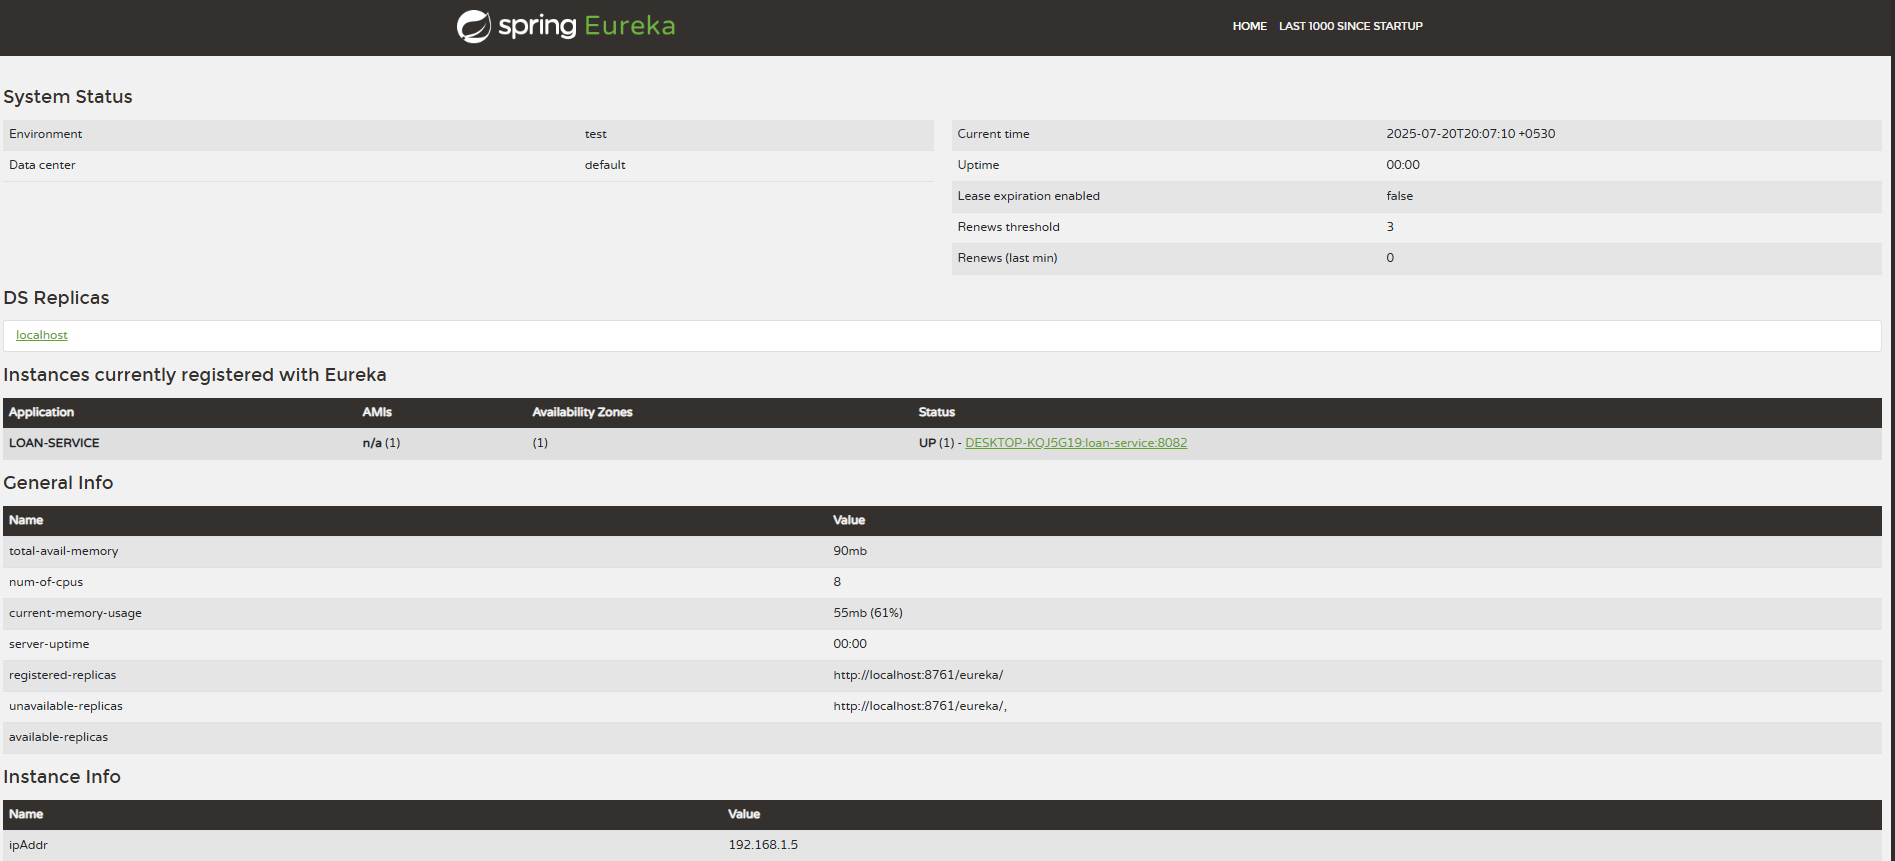 spring Eureka
HOME LAST 1000 SINCE STARTUP
System Status
Environment test
Data center default
Current time 2025-07-20T20:07:10 +0530
Uptime 00:00
Lease expiration enabled false
Renews threshold 3
Renews (last min) 0
DS Replicas
localhost
Instances currently registered with Eureka
Application AMIs Availability Zones Status
LOAN-SERVICE n/a (1) (1) UP (1) - DESKTOP-KQJ5G19:loan-service:8082
General Info
Name Value
total-avail-memory 90mb
num-of-cpus 8
current-memory-usage 55mb (61%)
server-uptime 00:00
registered-replicas http://localhost:8761/eureka/
unavailable-replicas http://localhost:8761/eureka/,
available-replicas
Instance Info
Name Value
ipAddr 192.168.1.5